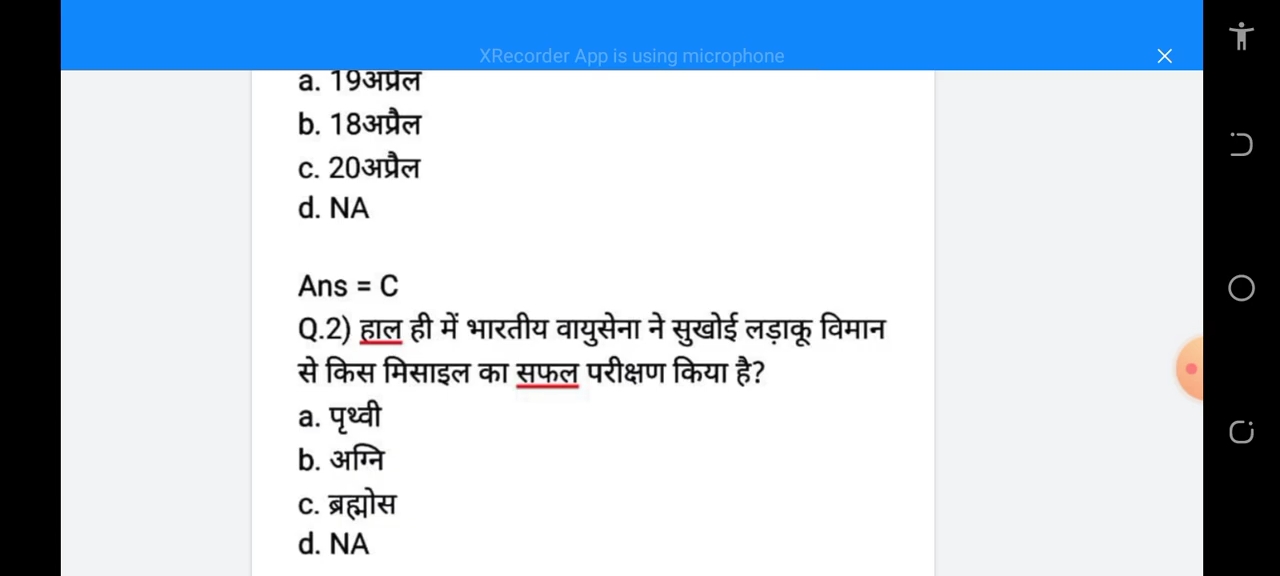 XRecorder App is using microphone
a. 19अप्रैल
b. 18अप्रैल
c. 20अप्रैल
d. NA
Ans = C
Q.2) हाल ही में भारतीय वायुसेना ने सुखोई लड़ाकू विमान
से किस मिसाइल का सफल परीक्षण किया है?
a. पृथ्वी
b. अग्नि
c. ब्रह्मोस
d. NA